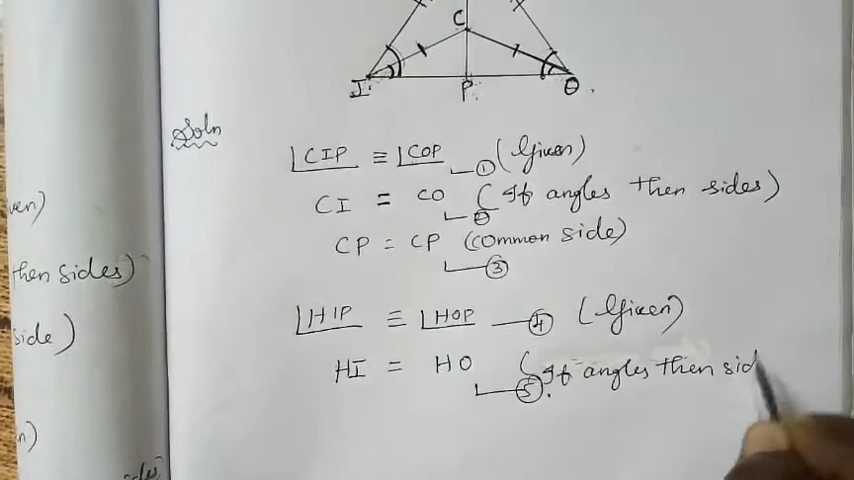 C
I
P
O
Soln
∠CIP ≡ ∠COP ① (Given)
CI = CO ② (If angles then sides)
CP = CP (common side)
③
∠HIP ≡ ∠HOP ④ (Given)
HI = HO ⑤ (If angles then sid
ven)
then sides)
side)
n)